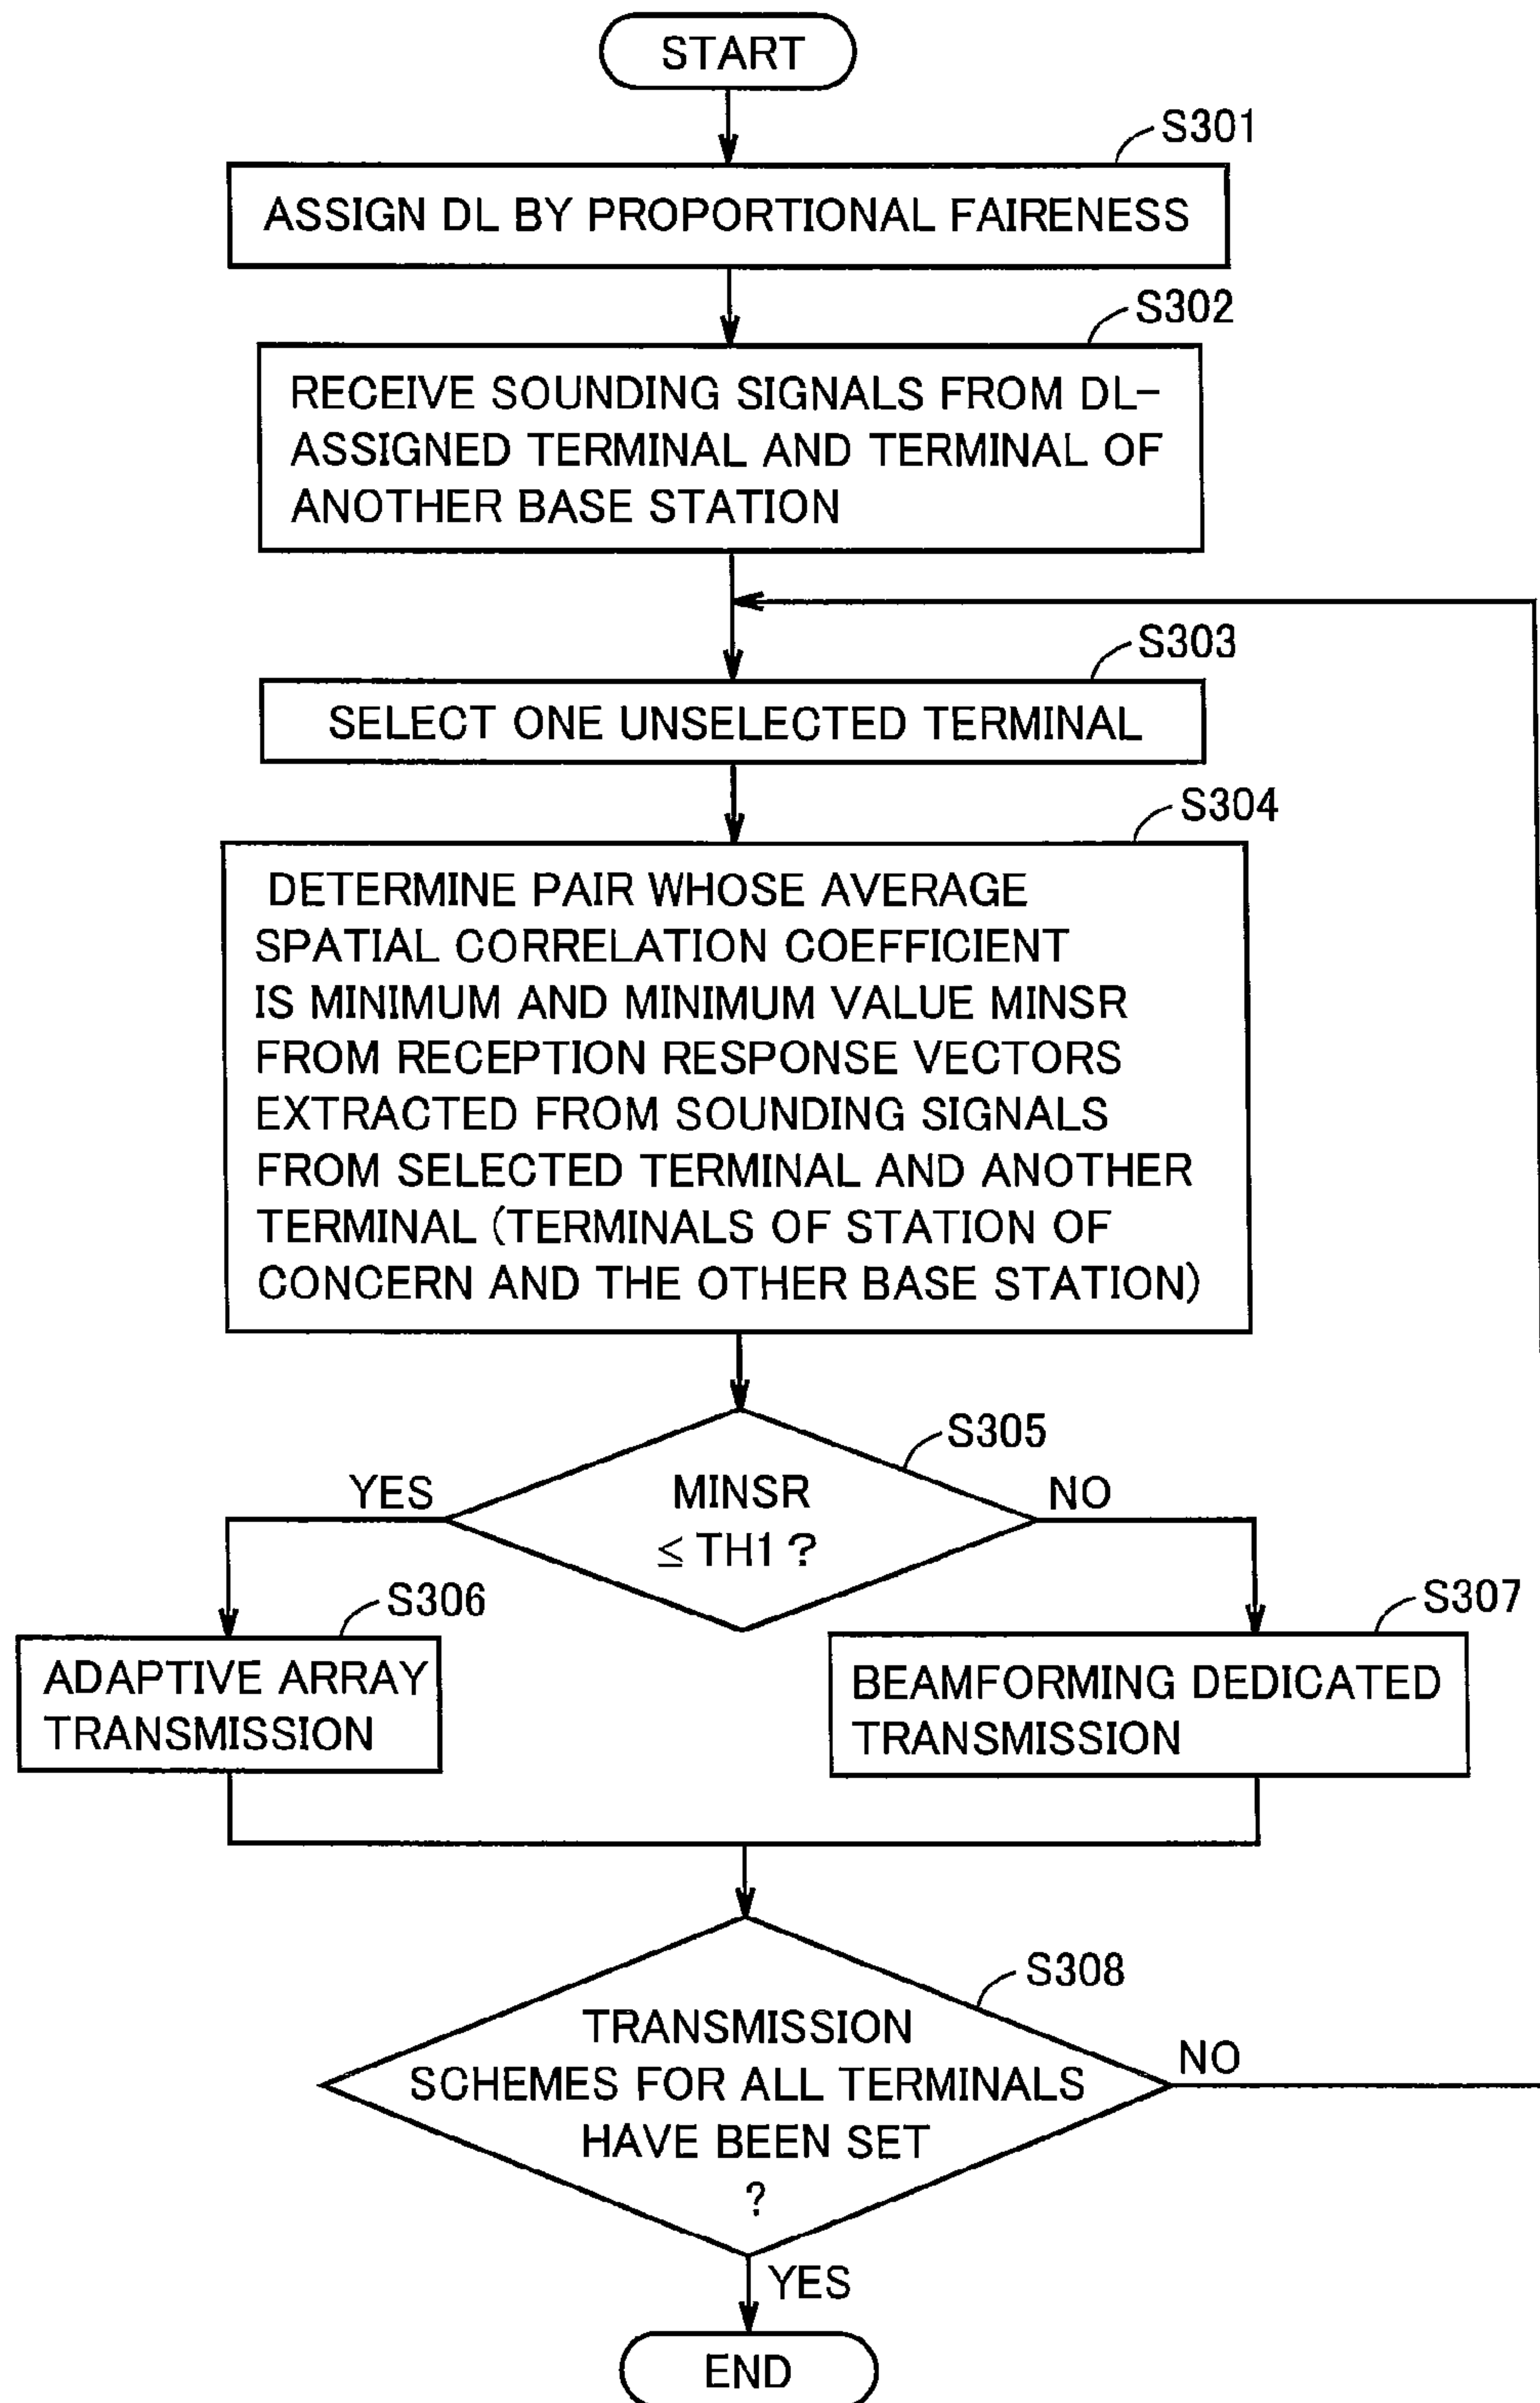 START
S301
ASSIGN DL BY PROPORTIONAL FAIRENESS
S302
RECEIVE SOUNDING SIGNALS FROM DL-
ASSIGNED TERMINAL AND TERMINAL OF
ANOTHER BASE STATION
S303
SELECT ONE UNSELECTED TERMINAL
S304
DETERMINE PAIR WHOSE AVERAGE
SPATIAL CORRELATION COEFFICIENT
IS MINIMUM AND MINIMUM VALUE MINSR
FROM RECEPTION RESPONSE VECTORS
EXTRACTED FROM SOUNDING SIGNALS
FROM SELECTED TERMINAL AND ANOTHER
TERMINAL (TERMINALS OF STATION OF
CONCERN AND THE OTHER BASE STATION)
S305
YES
MINSR
≤ TH1 ?
NO
S306
ADAPTIVE ARRAY
TRANSMISSION
S307
BEAMFORMING DEDICATED
TRANSMISSION
S308
TRANSMISSION
SCHEMES FOR ALL TERMINALS
HAVE BEEN SET
?
NO
YES
END